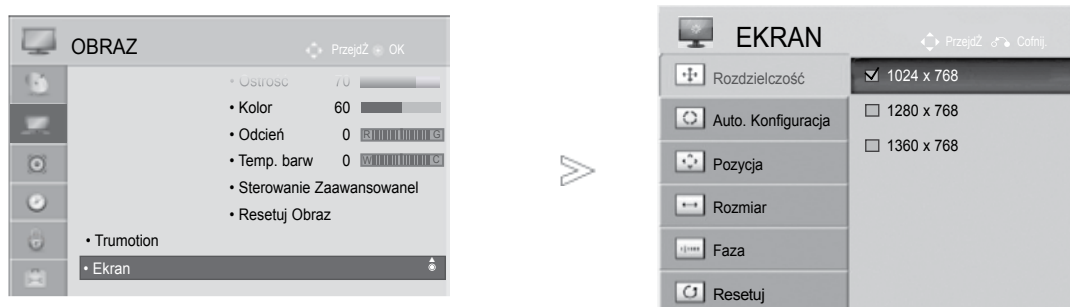 OBRAZ
PrzejdŹ OK
• Ostrość 70
• Kolor 60
• Odcień 0 R G
• Temp. barw 0 W C
• Sterowanie Zaawansowanel
• Resetuj Obraz
• Trumotion
• Ekran
EKRAN
PrzejdŹ Cofnij.
Rozdzielczość
Auto. Konfiguracja
Pozycja
Rozmiar
Faza
Resetuj
1024 x 768
1280 x 768
1360 x 768